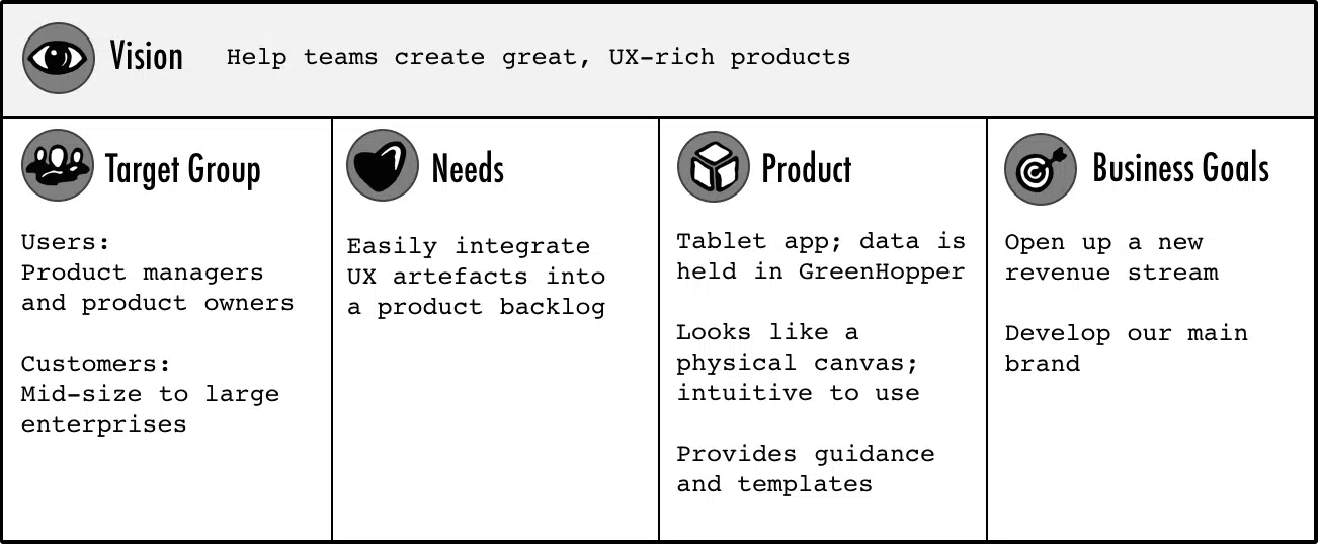 Vision Help teams create great, UX-rich products
Target Group
Users:
Product managers
and product owners
Customers:
Mid-size to large
enterprises
Needs
Easily integrate
UX artefacts into
a product backlog
Product
Tablet app; data is
held in GreenHopper
Looks like a
physical canvas;
intuitive to use
Provides guidance
and templates
Business Goals
Open up a new
revenue stream
Develop our main
brand